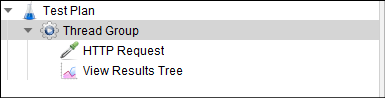 Test Plan
Thread Group
HTTP Request
View Results Tree